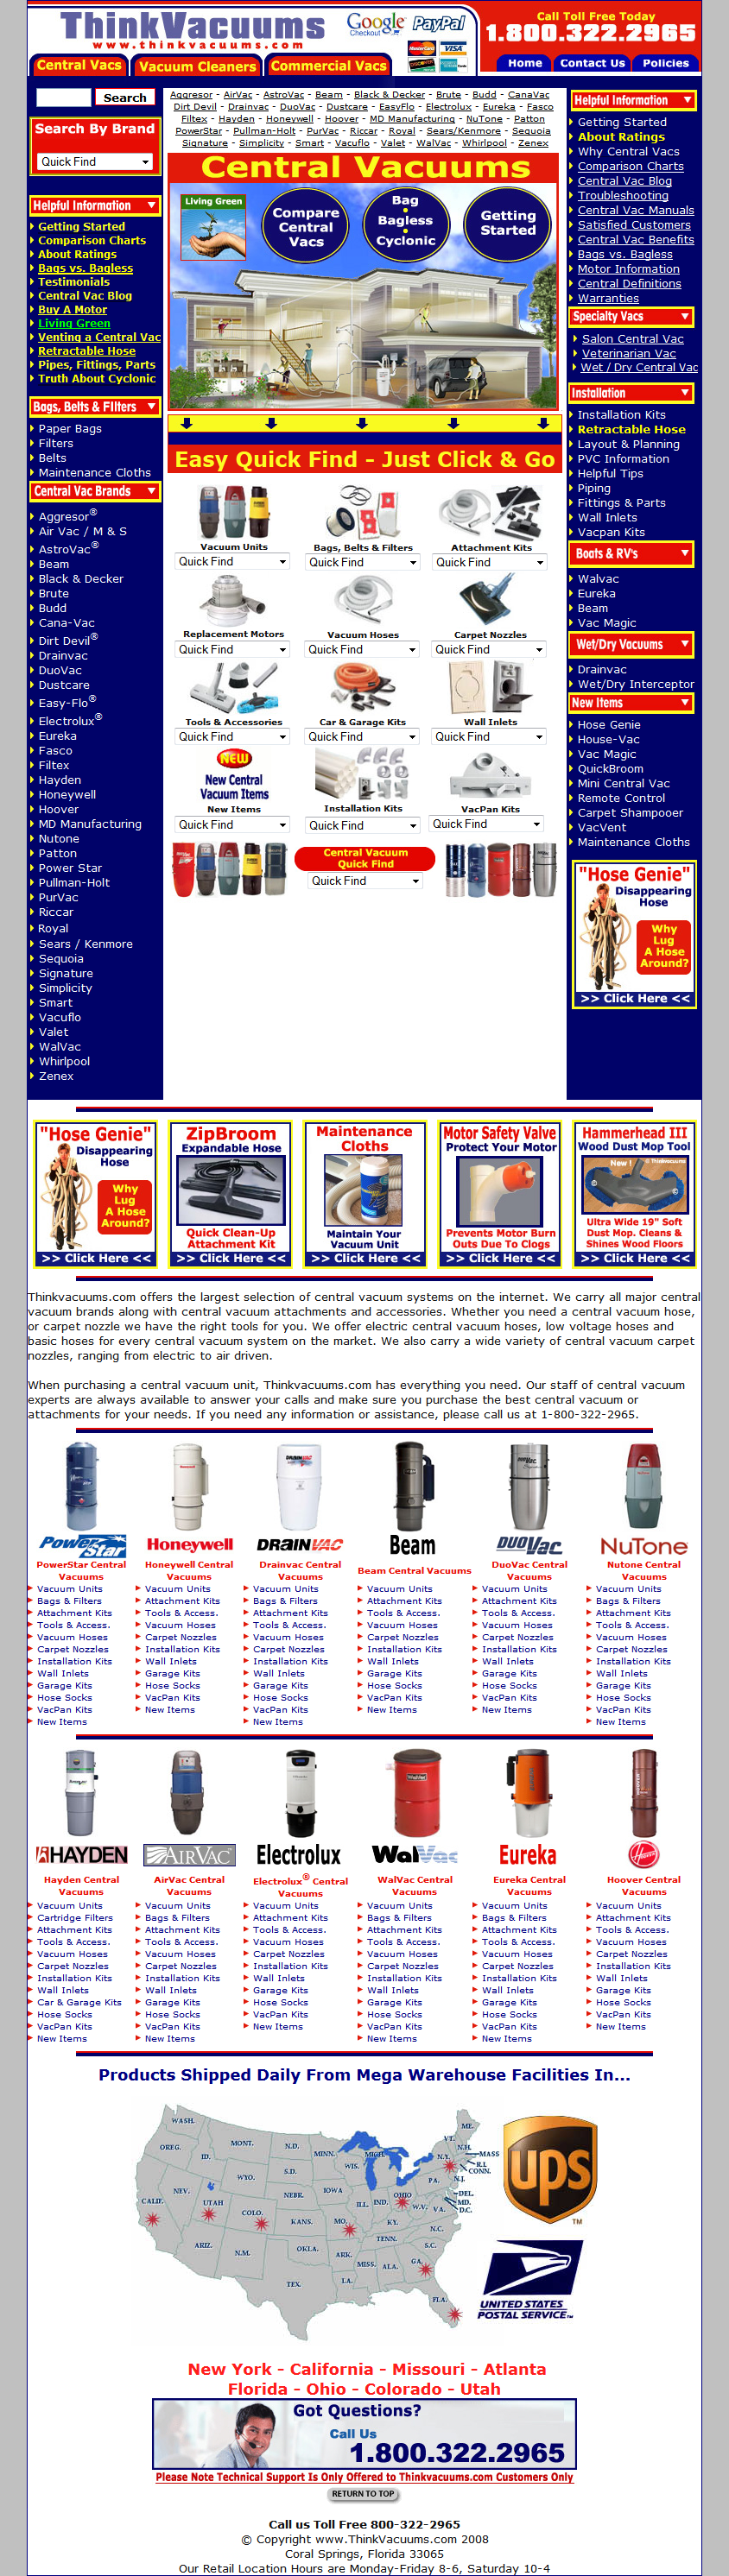 ThinkVacuums
www.thinkvacuums.com
Google Checkout
PayPal
MasterCard
VISA
DISCOVER
Call Toll Free Today
1.800.322.2965
Central Vacs
Vacuum Cleaners
Commercial Vacs
Home
Contact Us
Policies
Search
Search By Brand
Quick Find
Helpful Information
Getting Started
Comparison Charts
About Ratings
Bags vs. Bagless
Testimonials
Central Vac Blog
Buy A Motor
Living Green
Venting a Central Vac
Retractable Hose
Pipes, Fittings, Parts
Truth About Cyclonic
Bags, Belts & Filters
Paper Bags
Filters
Belts
Maintenance Cloths
Central Vac Brands
Aggresor®
Air Vac / M & S
AstroVac®
Beam
Black & Decker
Brute
Budd
Cana-Vac
Dirt Devil®
Drainvac
DuoVac
Dustcare
Easy-Flo®
Electrolux®
Eureka
Fasco
Filtex
Hayden
Honeywell
Hoover
MD Manufacturing
Nutone
Patton
Power Star
Pullman-Holt
PurVac
Riccar
Royal
Sears / Kenmore
Sequoia
Signature
Simplicity
Smart
Vacuflo
Valet
WalVac
Whirlpool
Zenex
Aggresor - AirVac - AstroVac - Beam - Black & Decker - Brute - Budd - CanaVac
Dirt Devil - Drainvac - DuoVac - Dustcare - EasyFlo - Electrolux - Eureka - Fasco
Filtex - Hayden - Honeywell - Hoover - MD Manufacturing - NuTone - Patton
PowerStar - Pullman-Holt - PurVac - Riccar - Royal - Sears/Kenmore - Sequoia
Signature - Simplicity - Smart - Vacuflo - Valet - WalVac - Whirlpool - Zenex
Central Vacuums
Living Green
Compare Central Vacs
Bag • Bagless • Cyclonic
Getting Started
Easy Quick Find - Just Click & Go
Vacuum Units
Bags, Belts & Filters
Attachment Kits
Quick Find
Quick Find
Quick Find
Replacement Motors
Vacuum Hoses
Carpet Nozzles
Quick Find
Quick Find
Quick Find
Tools & Accessories
Car & Garage Kits
Wall Inlets
Quick Find
Quick Find
Quick Find
NEW
New Central Vacuum Items
New Items
Installation Kits
VacPan Kits
Quick Find
Quick Find
Quick Find
Central Vacuum Quick Find
Quick Find
Helpful Information
Getting Started
About Ratings
Why Central Vacs
Comparison Charts
Central Vac Blog
Troubleshooting
Central Vac Manuals
Satisfied Customers
Central Vac Benefits
Bags vs. Bagless
Motor Information
Central Definitions
Warranties
Specialty Vacs
Salon Central Vac
Veterinarian Vac
Wet / Dry Central Vac
Installation
Installation Kits
Retractable Hose
Layout & Planning
PVC Information
Helpful Tips
Piping
Fittings & Parts
Wall Inlets
Vacpan Kits
Boats & RV's
Walvac
Eureka
Beam
Vac Magic
Wet/Dry Vacuums
Drainvac
Wet/Dry Interceptor
New Items
Hose Genie
House-Vac
Vac Magic
QuickBroom
Mini Central Vac
Remote Control
Carpet Shampooer
VacVent
Maintenance Cloths
"Hose Genie"
Disappearing Hose
Why Lug A Hose Around?
>> Click Here <<
"Hose Genie"
Disappearing Hose
Why Lug A Hose Around?
>> Click Here <<
ZipBroom
Expandable Hose
Quick Clean-Up Attachment Kit
>> Click Here <<
Maintenance Cloths
Maintain Your Vacuum Unit
>> Click Here <<
Motor Safety Valve
Protect Your Motor
Prevents Motor Burn Outs Due To Clogs
>> Click Here <<
Hammerhead III
Wood Dust Mop Tool
New !
© Thinkvacuums
Ultra Wide 19" Soft Dust Mop. Cleans & Shines Wood Floors
>> Click Here <<
Thinkvacuums.com offers the largest selection of central vacuum systems on the internet. We carry all major central
vacuum brands along with central vacuum attachments and accessories. Whether you need a central vacuum hose,
or carpet nozzle we have the right tools for you. We offer electric central vacuum hoses, low voltage hoses and
basic hoses for every central vacuum system on the market. We also carry a wide variety of central vacuum carpet
nozzles, ranging from electric to air driven.
When purchasing a central vacuum unit, Thinkvacuums.com has everything you need. Our staff of central vacuum
experts are always available to answer your calls and make sure you purchase the best central vacuum or
attachments for your needs. If you need any information or assistance, please call us at 1-800-322-2965.
Power Star
PowerStar Central Vacuums
Vacuum Units
Bags & Filters
Attachment Kits
Tools & Access.
Vacuum Hoses
Carpet Nozzles
Installation Kits
Wall Inlets
Garage Kits
Hose Socks
VacPan Kits
New Items
Honeywell
Honeywell Central Vacuums
Vacuum Units
Attachment Kits
Tools & Access.
Vacuum Hoses
Carpet Nozzles
Installation Kits
Wall Inlets
Garage Kits
Hose Socks
VacPan Kits
New Items
DRAINVAC
Drainvac Central Vacuums
Vacuum Units
Bags & Filters
Attachment Kits
Tools & Access.
Vacuum Hoses
Carpet Nozzles
Installation Kits
Wall Inlets
Garage Kits
Hose Socks
VacPan Kits
New Items
Beam
Beam Central Vacuums
Vacuum Units
Attachment Kits
Tools & Access.
Vacuum Hoses
Carpet Nozzles
Installation Kits
Wall Inlets
Garage Kits
Hose Socks
VacPan Kits
New Items
DUOVAC
DuoVac Central Vacuums
Vacuum Units
Attachment Kits
Tools & Access.
Vacuum Hoses
Carpet Nozzles
Installation Kits
Wall Inlets
Garage Kits
Hose Socks
VacPan Kits
New Items
NuTone
Nutone Central Vacuums
Vacuum Units
Bags & Filters
Attachment Kits
Tools & Access.
Vacuum Hoses
Carpet Nozzles
Installation Kits
Wall Inlets
Garage Kits
Hose Socks
VacPan Kits
New Items
HAYDEN
Hayden Central Vacuums
Vacuum Units
Cartridge Filters
Attachment Kits
Tools & Access.
Vacuum Hoses
Carpet Nozzles
Installation Kits
Wall Inlets
Car & Garage Kits
Hose Socks
VacPan Kits
New Items
AIRVAC
AirVac Central Vacuums
Vacuum Units
Bags & Filters
Attachment Kits
Tools & Access.
Vacuum Hoses
Carpet Nozzles
Installation Kits
Wall Inlets
Garage Kits
Hose Socks
VacPan Kits
New Items
Electrolux
Electrolux® Central Vacuums
Vacuum Units
Attachment Kits
Tools & Access.
Vacuum Hoses
Carpet Nozzles
Installation Kits
Wall Inlets
Garage Kits
Hose Socks
VacPan Kits
New Items
WalVac
WalVac Central Vacuums
Vacuum Units
Bags & Filters
Attachment Kits
Tools & Access.
Vacuum Hoses
Carpet Nozzles
Installation Kits
Wall Inlets
Garage Kits
Hose Socks
VacPan Kits
New Items
Eureka
Eureka Central Vacuums
Vacuum Units
Bags & Filters
Attachment Kits
Tools & Access.
Vacuum Hoses
Carpet Nozzles
Installation Kits
Wall Inlets
Garage Kits
Hose Socks
VacPan Kits
New Items
Hoover
Hoover Central Vacuums
Vacuum Units
Attachment Kits
Tools & Access.
Vacuum Hoses
Carpet Nozzles
Installation Kits
Wall Inlets
Garage Kits
Hose Socks
VacPan Kits
New Items
Products Shipped Daily From Mega Warehouse Facilities In...
WASH.
OREG.
ID.
MONT.
N.D.
MINN.
S.D.
WYO.
WIS.
MICH.
N.Y.
VT.
N.H.
ME.
MASS
R.I.
CONN.
N.J.
PA.
DEL.
MD.
D.C.
NEV.
UTAH
CALIF.
COLO.
NEBR.
IOWA
ILL.
IND.
OHIO
W.V.
VA.
KANS.
MO.
KY.
N.C.
TENN.
S.C.
ARIZ.
N.M.
OKLA.
ARK.
MISS.
ALA.
GA.
TEX.
LA.
FLA.
ups
TM
UNITED STATES POSTAL SERVICE™
New York - California - Missouri - Atlanta
Florida - Ohio - Colorado - Utah
Got Questions?
Call Us
1.800.322.2965
Please Note Technical Support Is Only Offered to Thinkvacuums.com Customers Only
RETURN TO TOP
Call us Toll Free 800-322-2965
© Copyright www.ThinkVacuums.com 2008
Coral Springs, Florida 33065
Our Retail Location Hours are Monday-Friday 8-6, Saturday 10-4